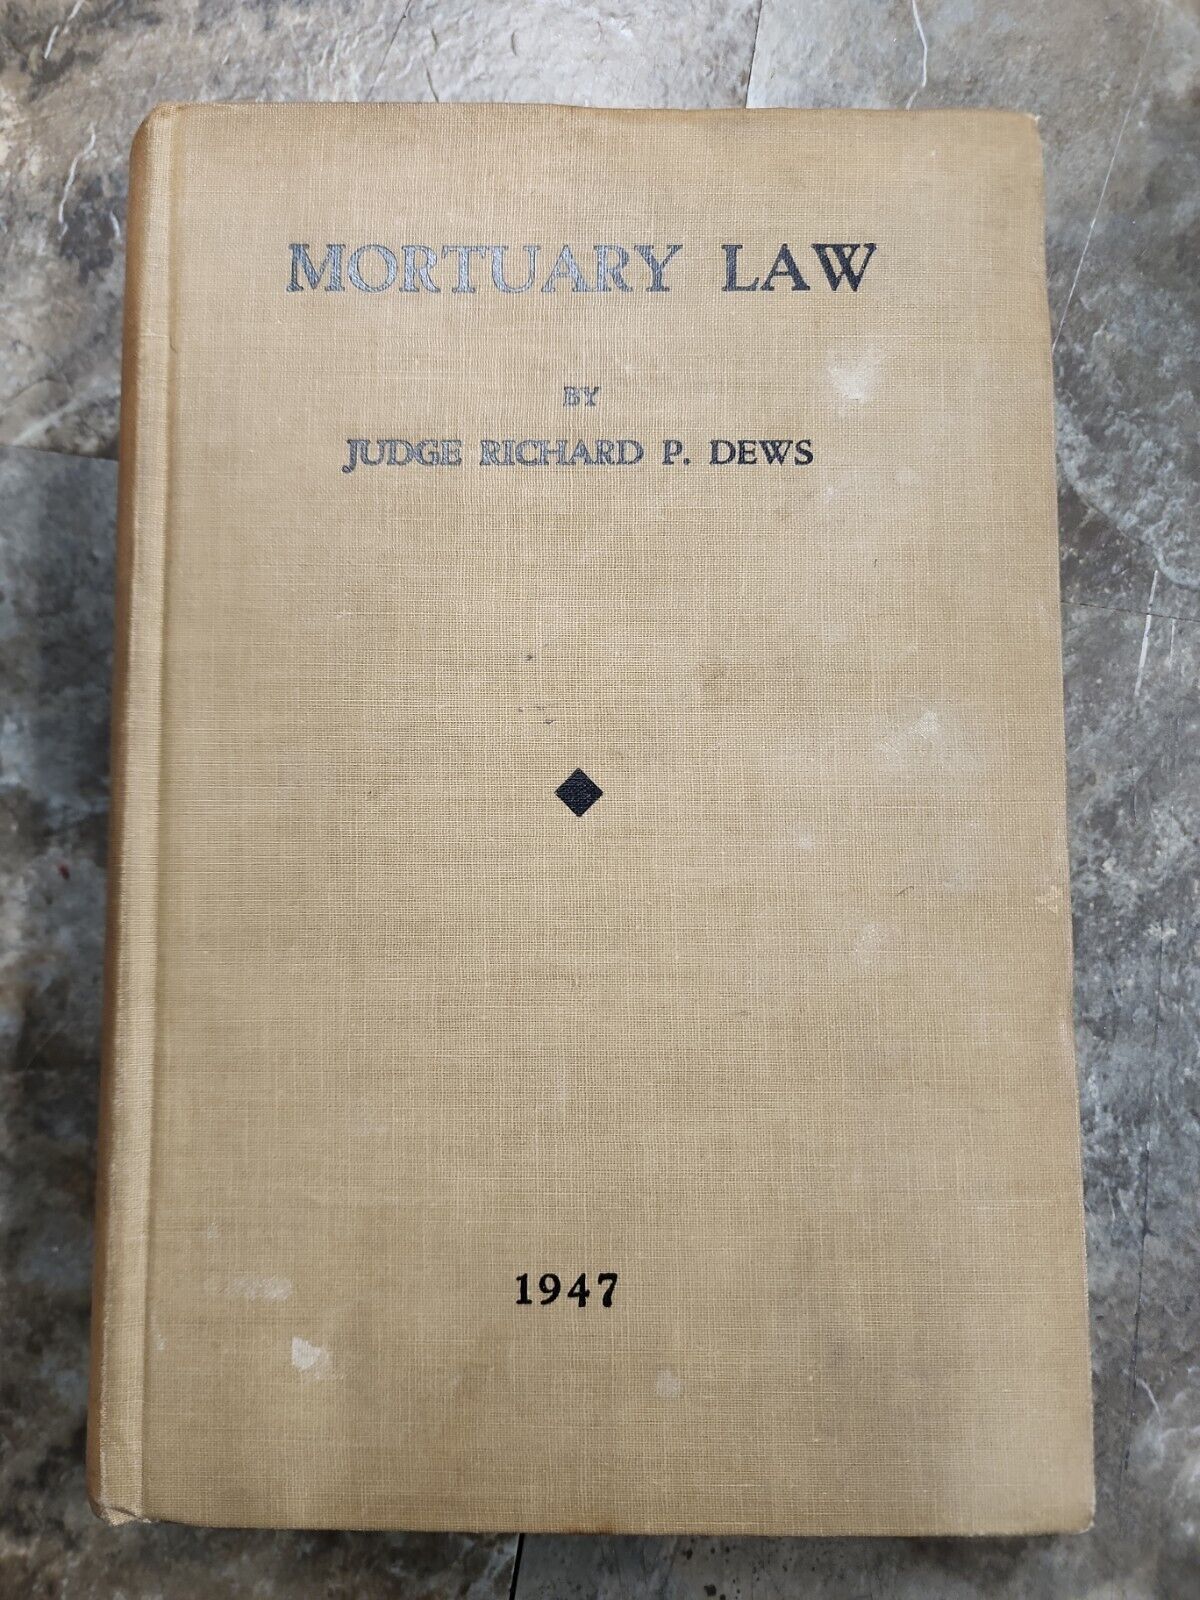 MORTUARY LAW
BY
JUDGE RICHARD P. DEWS
1947